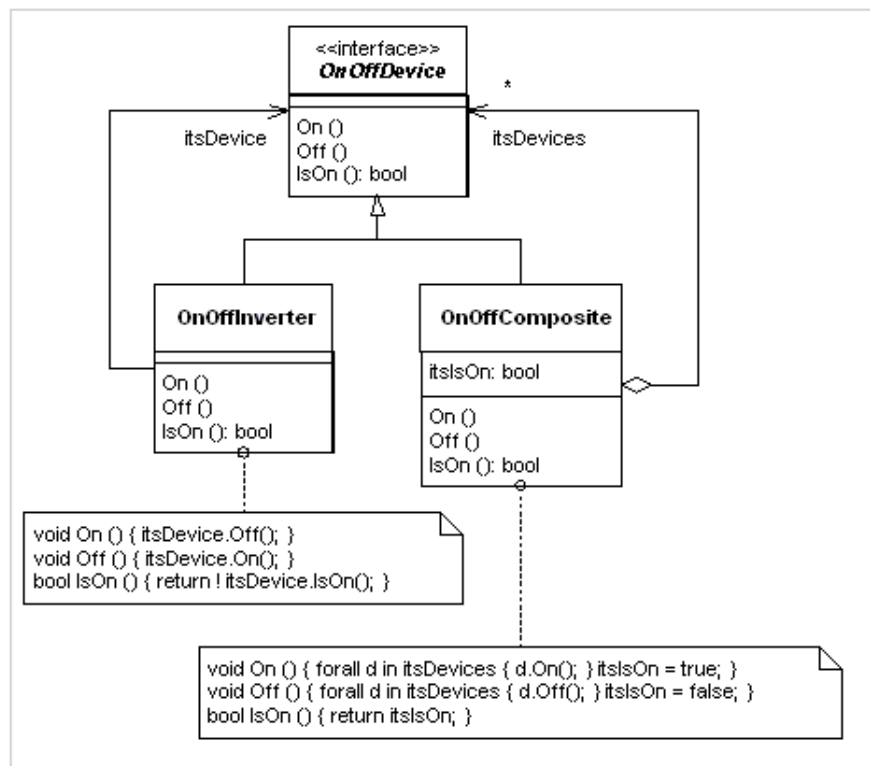 <<interface>>
OnOffDevice
*
itsDevice
itsDevices
On ()
Off ()
IsOn (): bool
OnOffInverter
On ()
Off ()
IsOn (): bool
OnOffComposite
itsIsOn: bool
On ()
Off ()
IsOn (): bool
void On () { itsDevice.Off(); }
void Off () { itsDevice.On(); }
bool IsOn () { return ! itsDevice.IsOn(); }
void On () { forall d in itsDevices { d.On(); } itsIsOn = true; }
void Off () { forall d in itsDevices { d.Off(); } itsIsOn = false; }
bool IsOn () { return itsIsOn; }